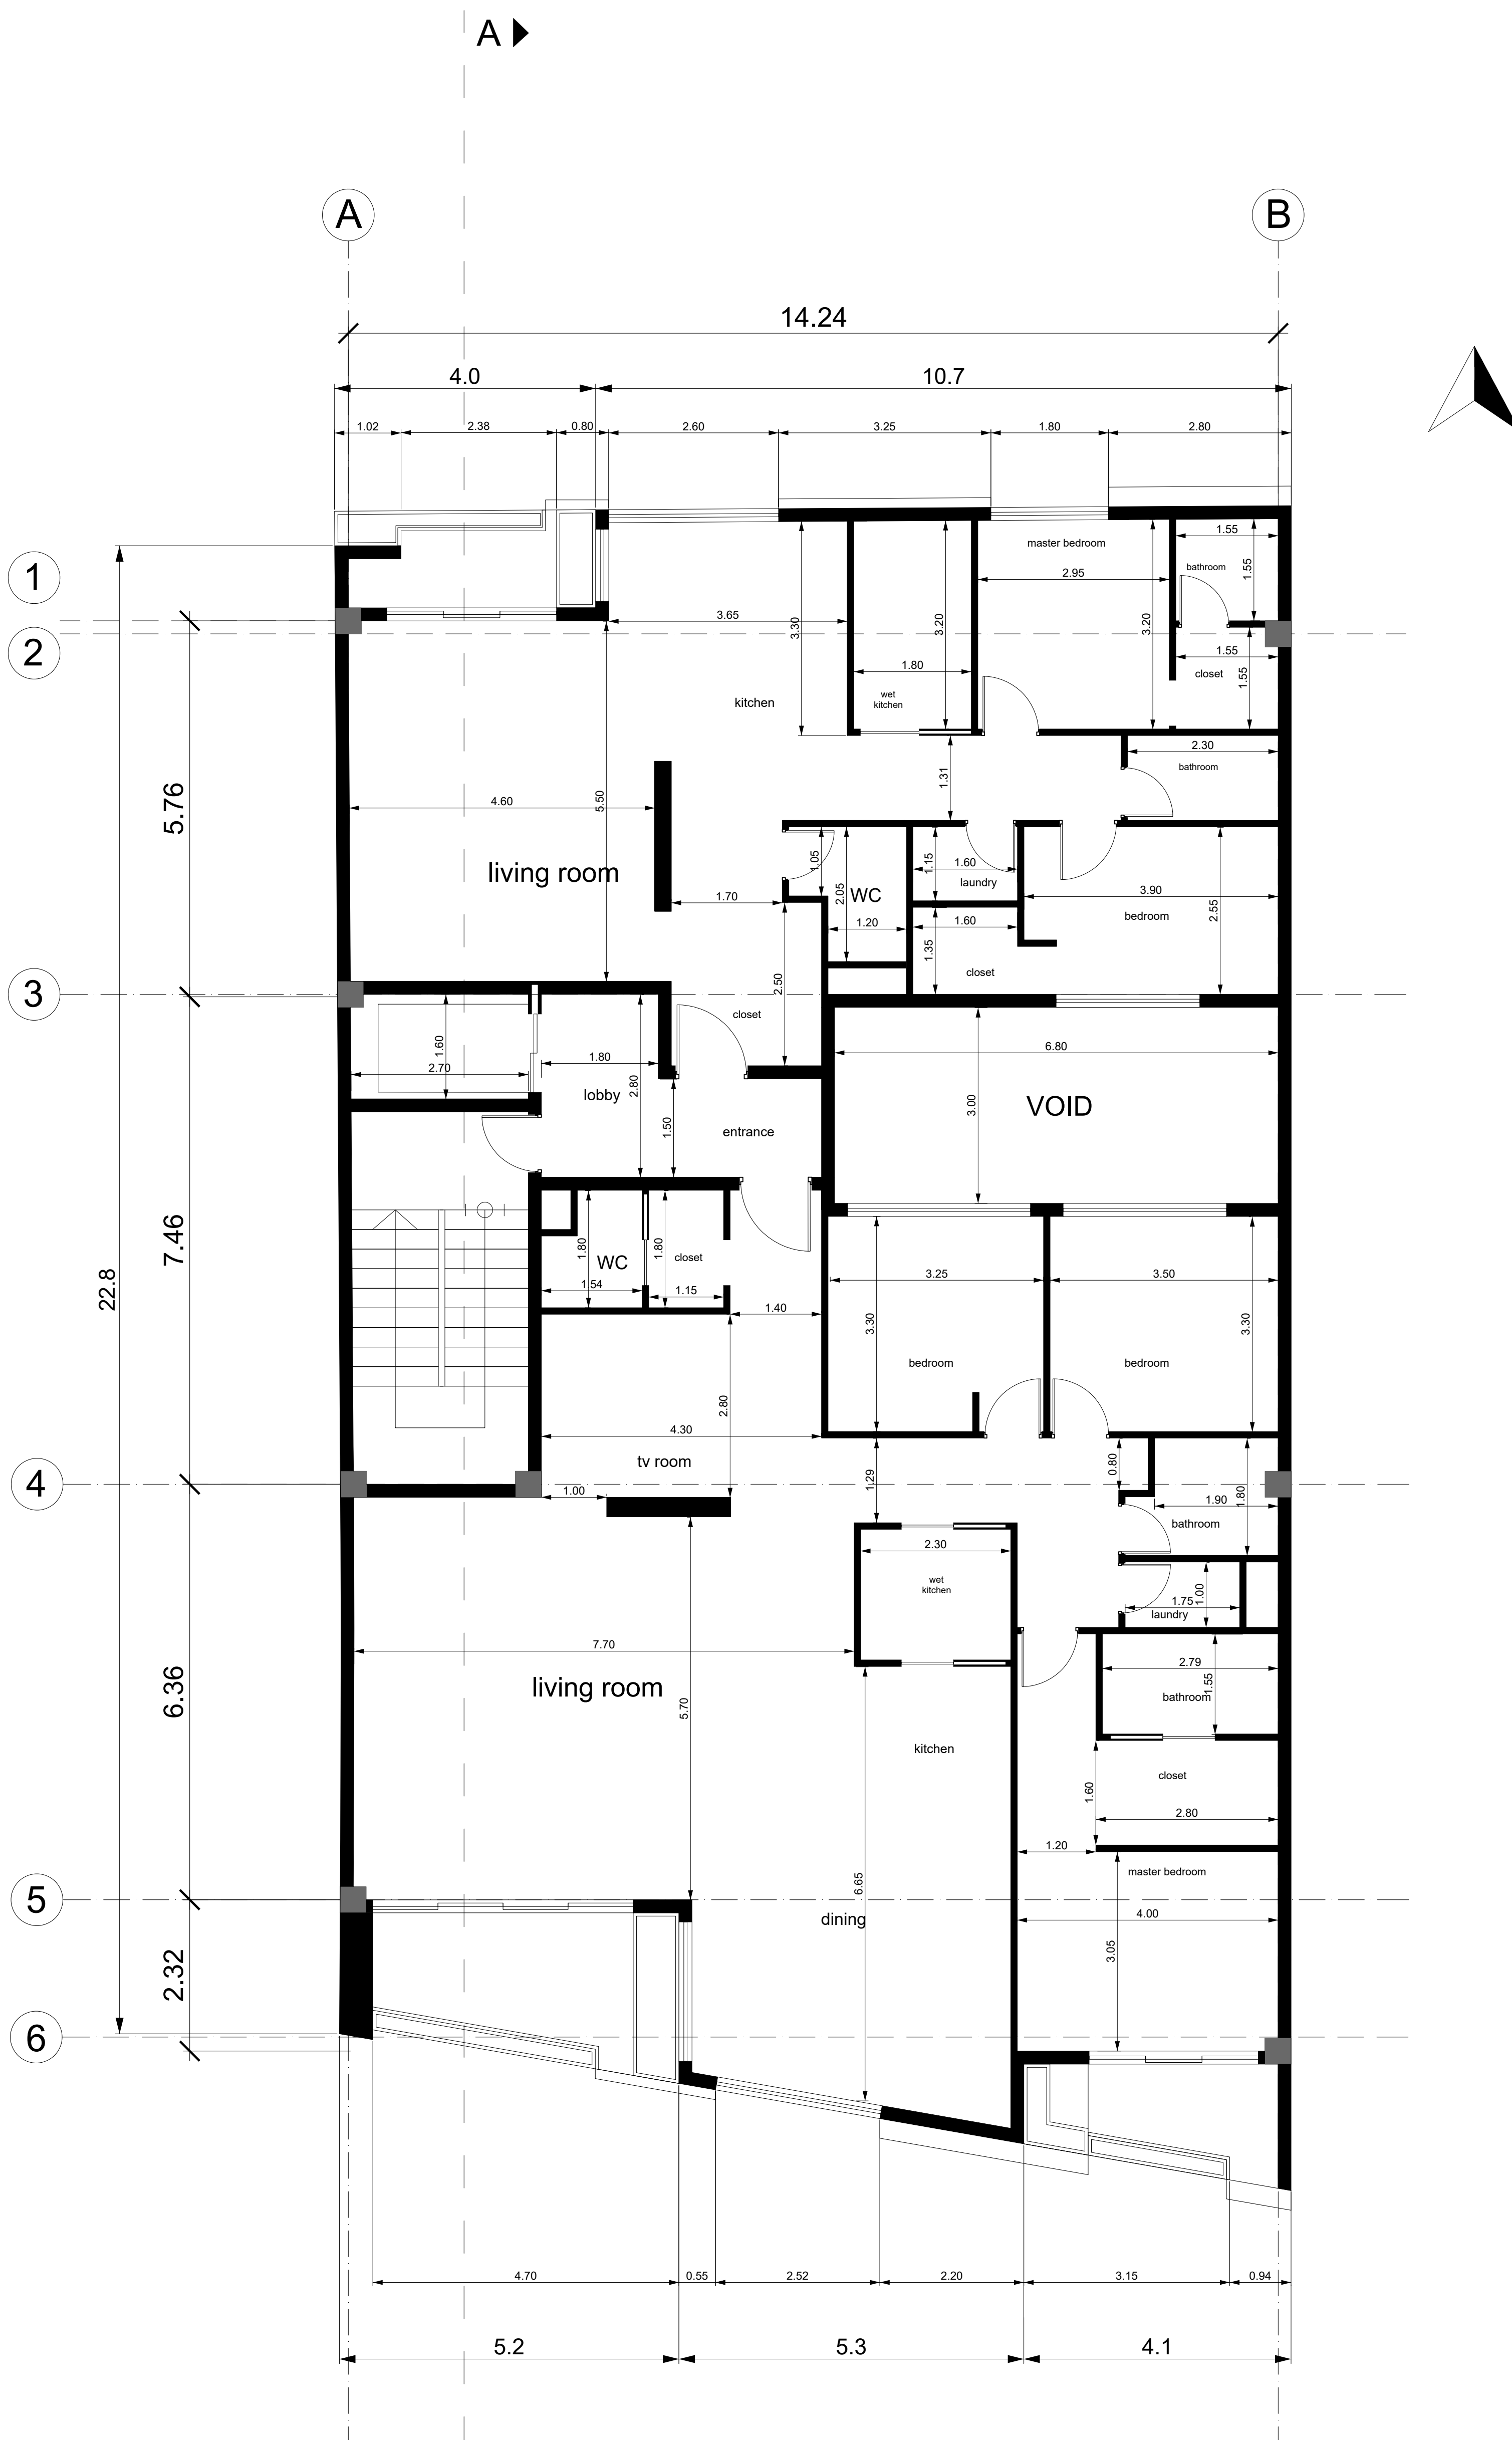 A
A
B
14.24
4.0
10.7
1.02
2.38
0.80
2.60
3.25
1.80
2.80
1
2
master bedroom
1.55
bathroom
1.55
2.95
3.65
3.30
3.20
3.20
1.80
1.55
closet
1.55
wet
kitchen
kitchen
2.30
bathroom
1.31
5.76
4.60
5.50
living room
1.05
2.05
WC
1.15
1.60
laundry
3.90
bedroom
2.55
1.70
1.20
1.60
1.35
closet
2.50
3
closet
1.60
2.70
1.80
lobby
2.80
1.50
entrance
6.80
3.00
VOID
7.46
22.8
1.80
WC
1.54
1.80
closet
1.15
1.40
3.25
3.50
3.30
3.30
bedroom
bedroom
2.80
4.30
tv room
4
1.00
1.29
0.80
1.90
1.80
bathroom
2.30
wet
kitchen
1.75
1.00
laundry
7.70
living room
5.70
6.36
2.79
1.55
bathroom
kitchen
closet
1.60
2.80
1.20
master bedroom
6.65
dining
4.00
3.05
5
2.32
6
4.70
0.55
2.52
2.20
3.15
0.94
5.2
5.3
4.1